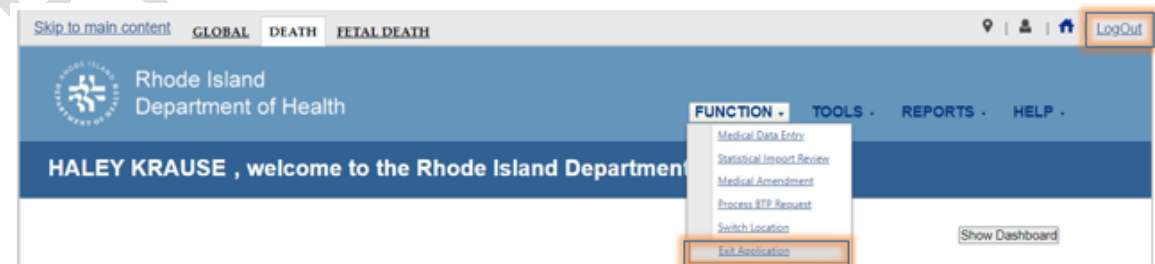 Skip to main content GLOBAL DEATH FETAL DEATH | | LogOut
Rhode Island
Department of Health
FUNCTION - TOOLS - REPORTS - HELP -
Medical Data Entry
Statistical Import Review
HALEY KRAUSE , welcome to the Rhode Island Department
Medical Amendment
Process BTP Request
Switch Location
Show Dashboard
Exit Application